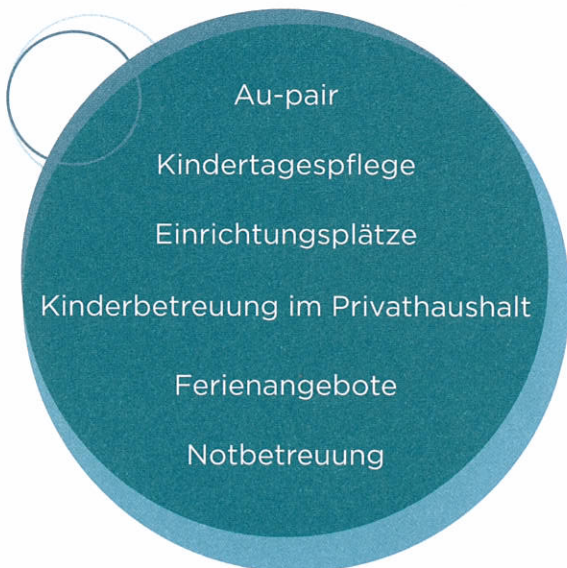 Au-pair
Kindertagespflege
Einrichtungsplätze
Kinderbetreuung im Privathaushalt
Ferienangebote
Notbetreuung